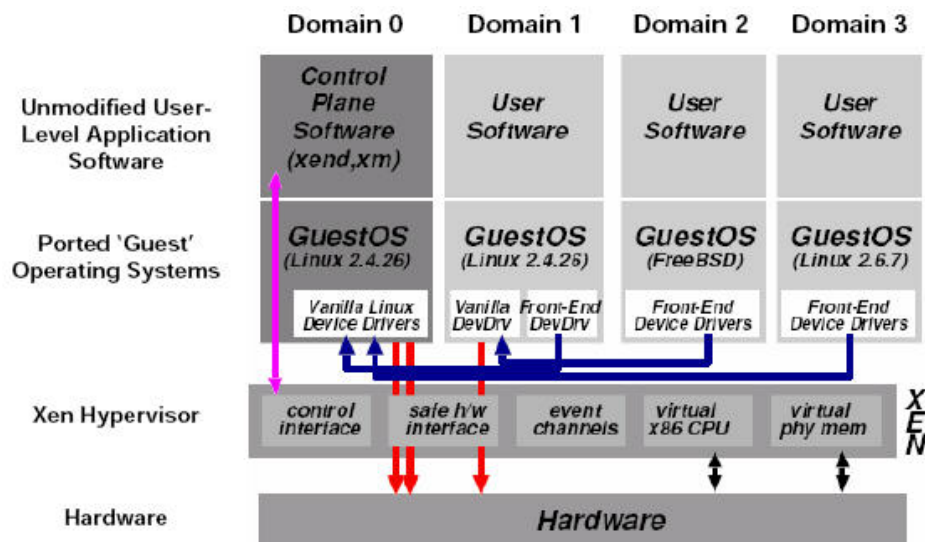 Domain 0
Domain 1
Domain 2
Domain 3
Unmodified User-
Level Application
Software
Control
Plane
Software
(xend,xm)
User
Software
User
Software
User
Software
Ported 'Guest'
Operating Systems
GuestOS
(Linux 2.4.26)
Vanilla Linux
Device Drivers
GuestOS
(Linux 2.4.26)
Vanilla
DevDrv
Front-End
DevDrv
GuestOS
(FreeBSD)
Front-End
Device Drivers
GuestOS
(Linux 2.6.7)
Front-End
Device Drivers
Xen Hypervisor
control
interface
safe h/w
interface
event
channels
virtual
x86 CPU
virtual
phy mem
XEN
Hardware
Hardware